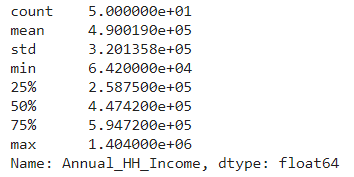 count    5.000000e+01
mean     4.900190e+05
std      3.201358e+05
min      6.420000e+04
25%      2.587500e+05
50%      4.474200e+05
75%      5.947200e+05
max      1.404000e+06
Name: Annual_HH_Income, dtype: float64